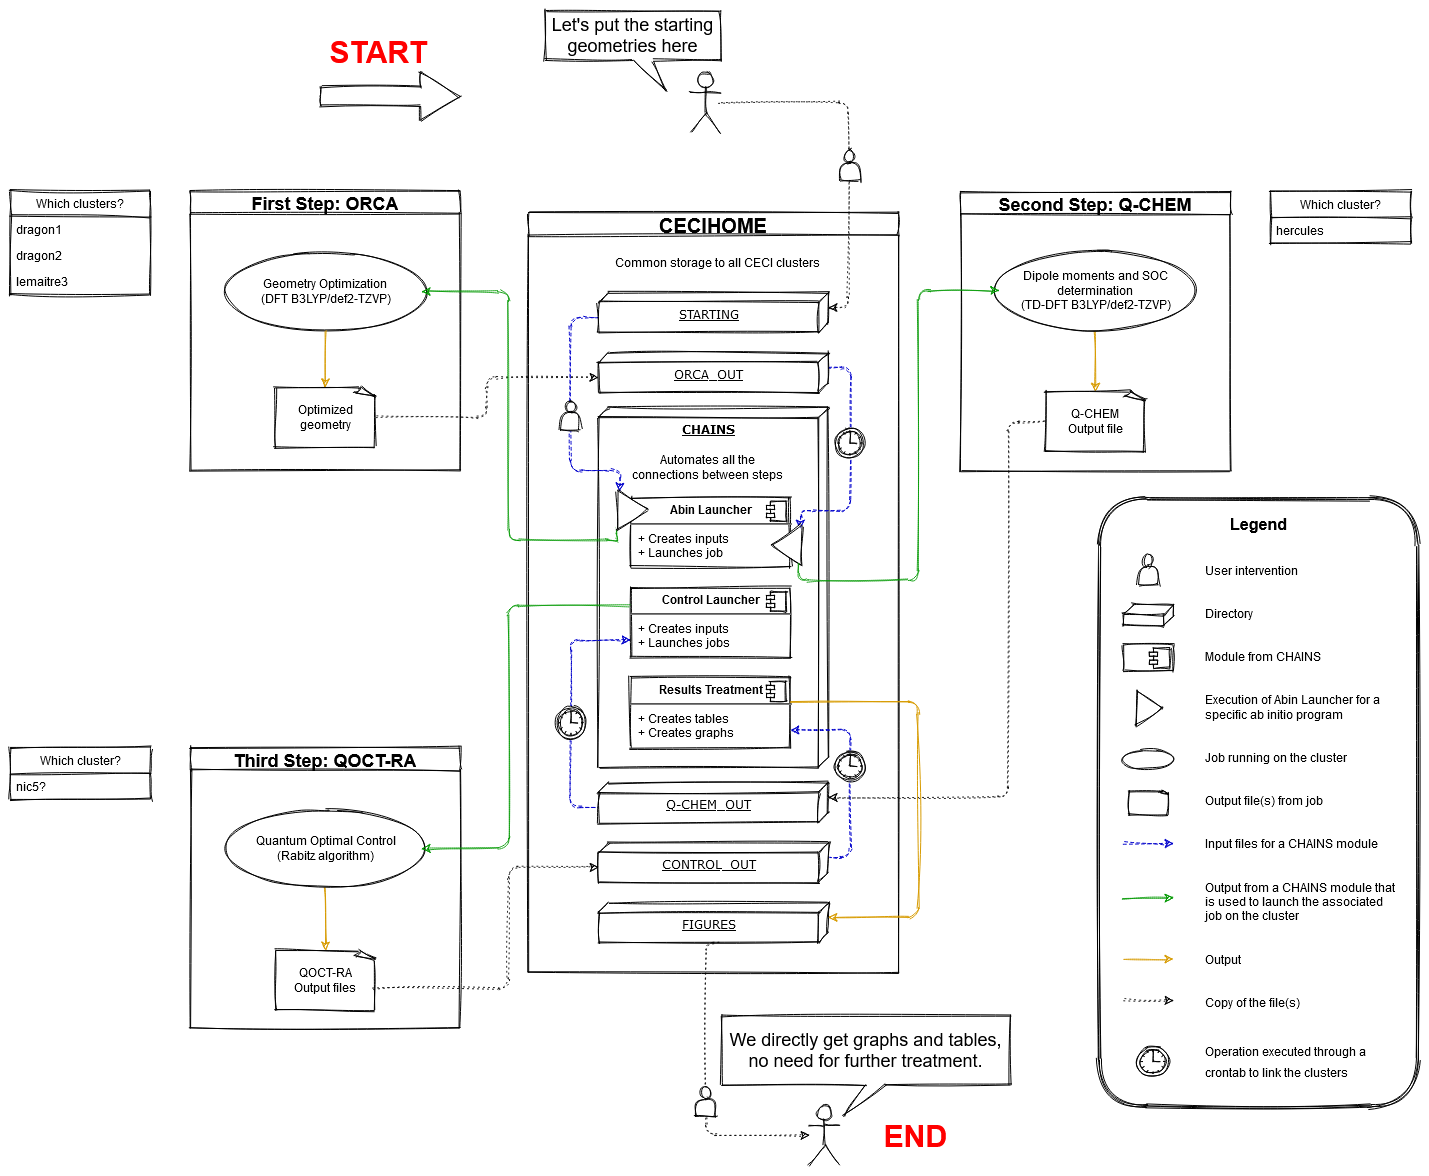 START
Let's put the starting
geometries here
Which clusters?
dragon1
dragon2
lemaitre3
First Step: ORCA
Geometry Optimization
(DFT B3LYP/def2-TZVP)
Optimized
geometry
CECIHOME
Common storage to all CECI clusters
STARTING
ORCA_OUT
CHAINS
Automates all the
connections between steps
Abin Launcher
+ Creates inputs
+ Launches job
Control Launcher
+ Creates inputs
+ Launches jobs
Results Treatment
+ Creates tables
+ Creates graphs
Q-CHEM_OUT
CONTROL_OUT
FIGURES
Second Step: Q-CHEM
Dipole moments and SOC
determination
(TD-DFT B3LYP/def2-TZVP)
Q-CHEM
Output file
Which cluster?
hercules
Which cluster?
nic5?
Third Step: QOCT-RA
Quantum Optimal Control
(Rabitz algorithm)
QOCT-RA
Output files
Legend
User intervention
Directory
Module from CHAINS
Execution of Abin Launcher for a
specific ab initio program
Job running on the cluster
Output file(s) from job
Input files for a CHAINS module
Output from a CHAINS module that
is used to launch the associated
job on the cluster
Output
Copy of the file(s)
Operation executed through a
crontab to link the clusters
We directly get graphs and tables,
no need for further treatment.
END